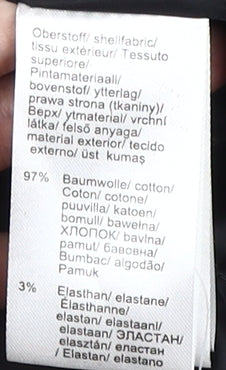 Oberstoff/ shellfabric/
tissu extérieur/ Tessuto
superiore/
Pintamateriaali/
bovenstof/ ytterlag/
prawa strona (tkaniny)/
Верх/ ytmaterial/ vrchní
látka/ felső anyaga/
material exterior/ tecido
externo/ üst kumaş
97% Baumwolle/ cotton/
Coton/ cotone/
puuvilla/ katoen/
bomull/ bawełna/
ХЛОПОК/ bavlna/
pamut/ бавовна/
Bumbac/ algodão/
Pamuk
3% Elasthan/ elastane/
Élasthanne/
elastan/ elastaani/
elastaan/ ЭЛАСТАН/
elasztán/ еластан
/ Elastan/ elastano